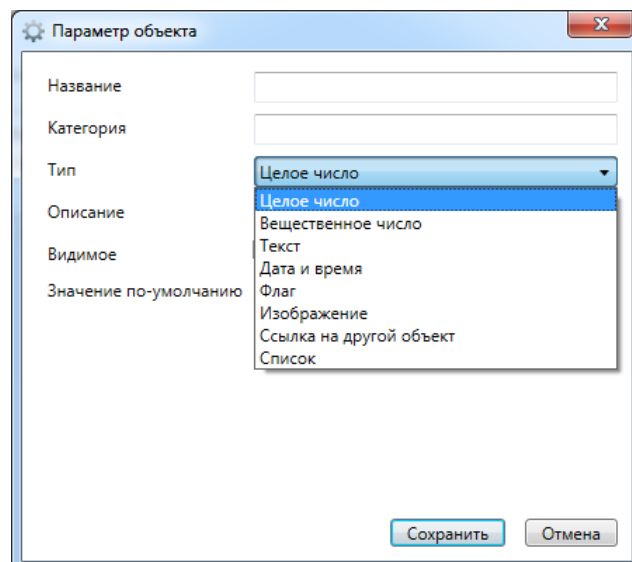 Параметр объекта
Название
Категория
Тип
Целое число
Целое число
Описание
Вещественное число
Текст
Видимое
Дата и время
Значение по-умолчанию
Флаг
Изображение
Ссылка на другой объект
Список
Сохранить
Отмена